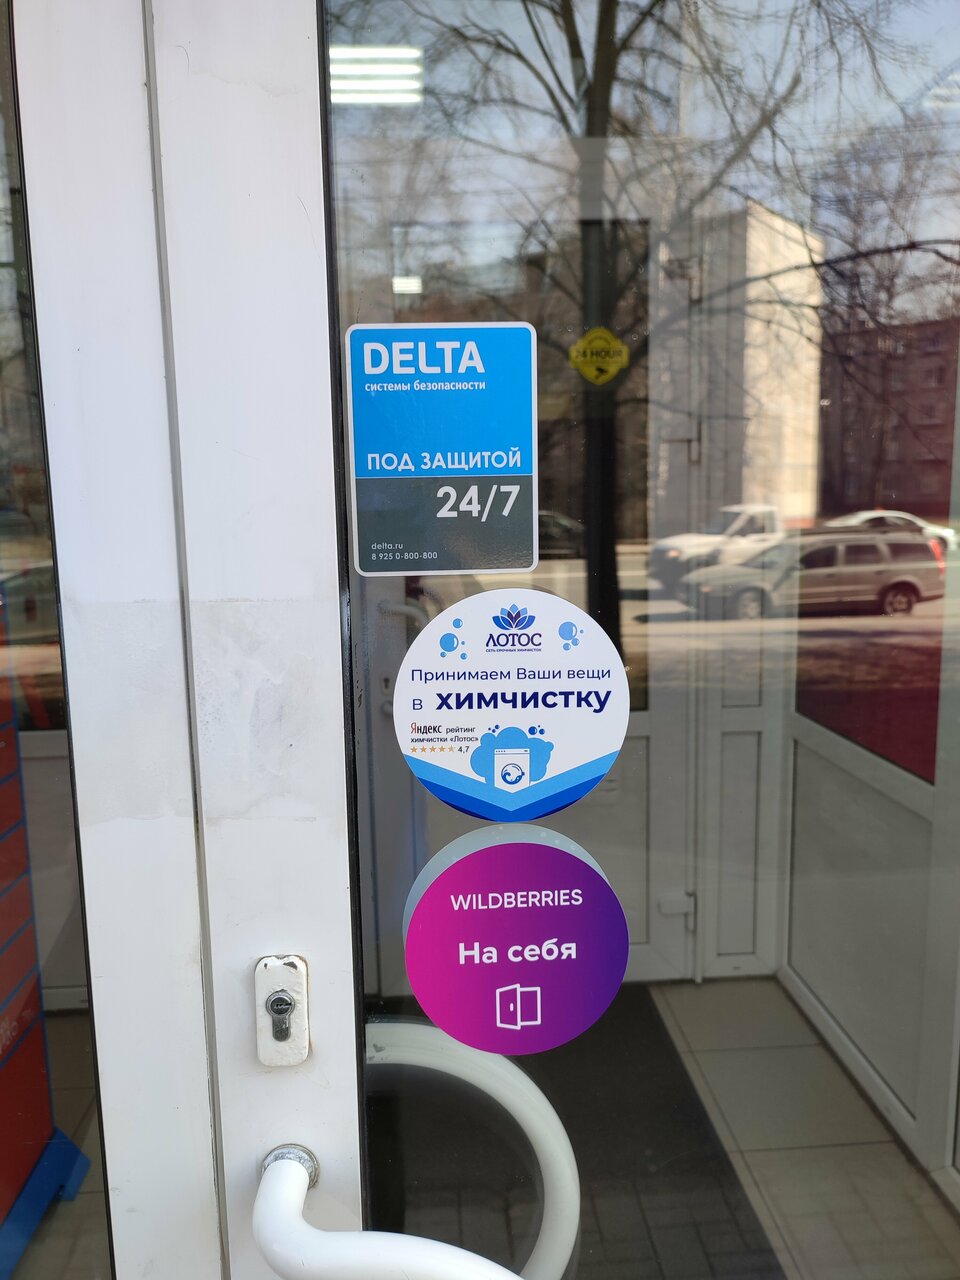 DELTA
системы безопасности
ПОД ЗАЩИТОЙ
24/7
delta.ru
8 925 0-800-800
24 HOUR
ЛОТОС
СЕТЬ СРОЧНЫХ ХИМЧИСТОК
Принимаем Ваши вещи
в химчистку
Яндекс рейтинг
химчистки «Лотос»
4,7
WILDBERRIES
На себя